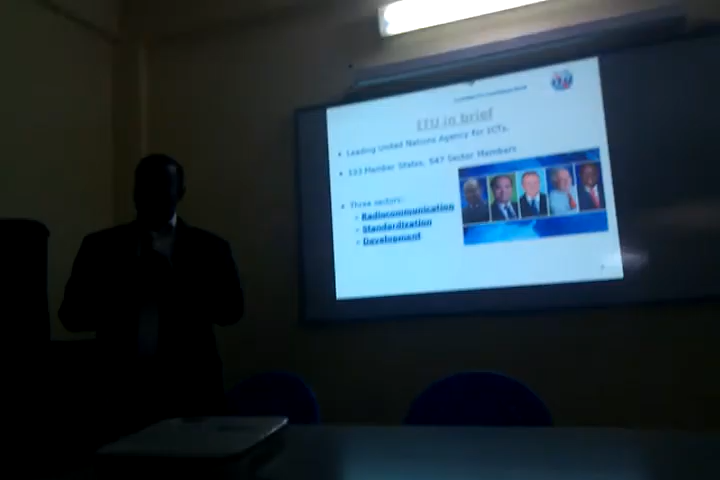 ITU in brief
• Leading United Nations Agency for ICTs.
• 193 Member States, 567 Sector Members
• Three sectors:
• Radiocommunication
• Standardization
• Development